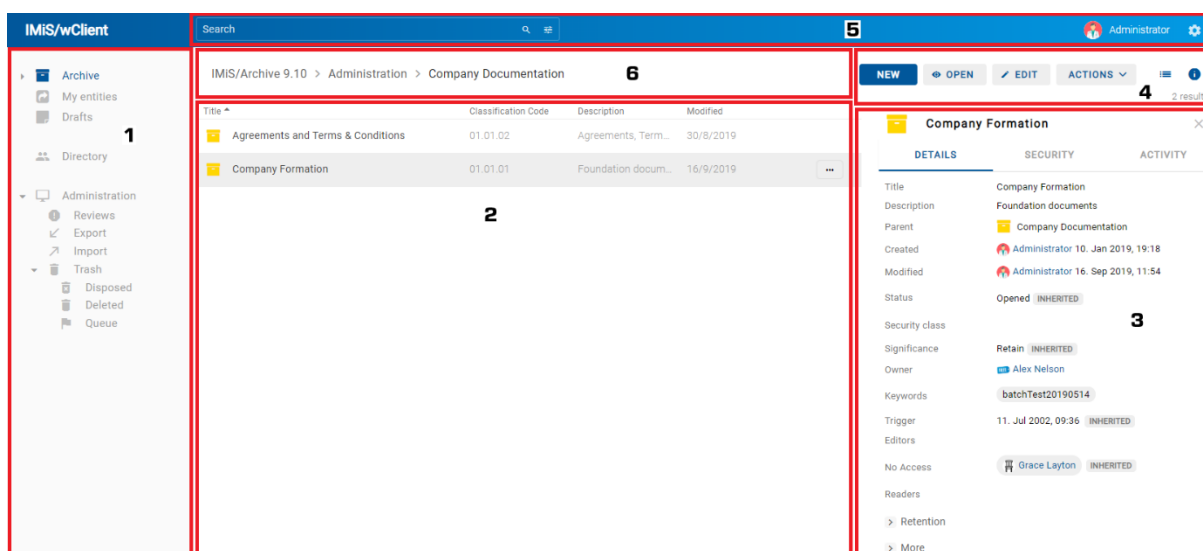 IMiS/wClient
Search
5
Administrator
Archive
My entities
Drafts
1
Directory
Administration
Reviews
Export
Import
Trash
Disposed
Deleted
Queue
IMiS/Archive 9.10 > Administration > Company Documentation
6
NEW OPEN EDIT ACTIONS
4
2 result
Title Classification Code Description Modified
Agreements and Terms & Conditions 01.01.02 Agreements, Term... 30/8/2019
Company Formation 01.01.01 Foundation docum... 16/9/2019 ...
2
Company Formation
DETAILS SECURITY ACTIVITY
Title Company Formation
Description Foundation documents
Parent Company Documentation
Created Administrator 10. Jan 2019, 19:18
Modified Administrator 16. Sep 2019, 11:54
Status Opened INHERITED
3
Security class
Significance Retain INHERITED
Owner Alex Nelson
Keywords batchTest20190514
Trigger 11. Jul 2002, 09:36 INHERITED
Editors
No Access Grace Layton INHERITED
Readers
> Retention
> More